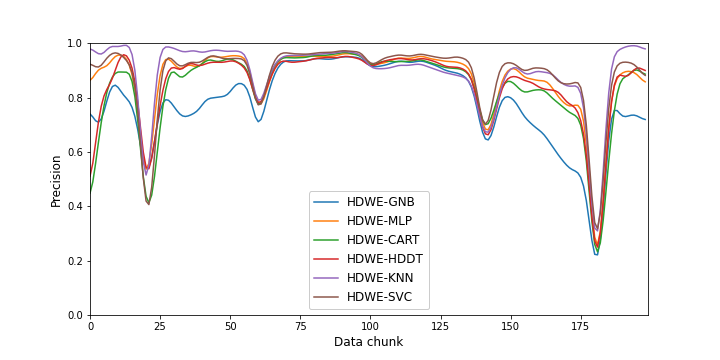 1.0
0.8
0.6
0.4
0.2
0.0
Precision
HDWE-GNB
HDWE-MLP
HDWE-CART
HDWE-HDDT
HDWE-KNN
HDWE-SVC
0 25 50 75 100 125 150 175
Data chunk